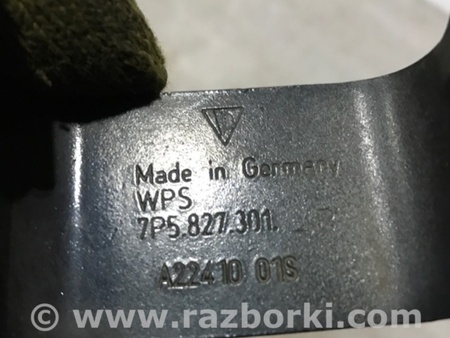 Made in Germany
WPS
7P5.827.301.
A22410 01S
© www.razborki.com